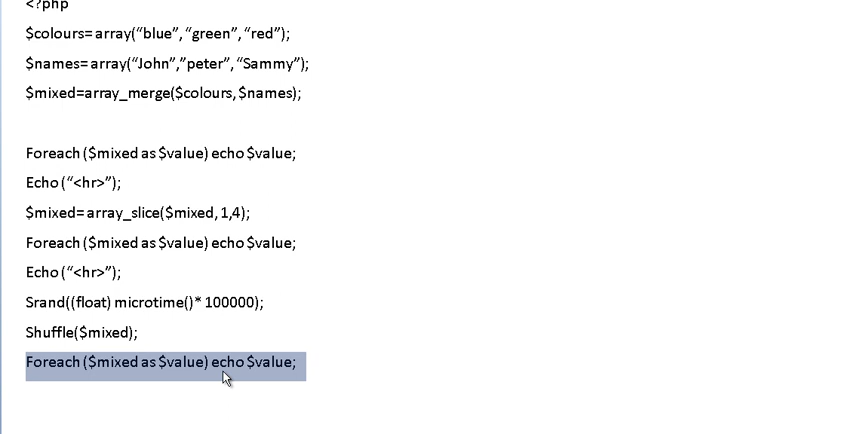 <?php
$colours= array(“blue”, “green”, “red”);
$names= array(“John”,”peter”, “Sammy”);
$mixed=array_merge($colours, $names);
Foreach ($mixed as $value) echo $value;
Echo (“<hr>”);
$mixed= array_slice($mixed, 1,4);
Foreach ($mixed as $value) echo $value;
Echo (“<hr>”);
Srand((float) microtime()* 100000);
Shuffle($mixed);
Foreach ($mixed as $value) echo $value;